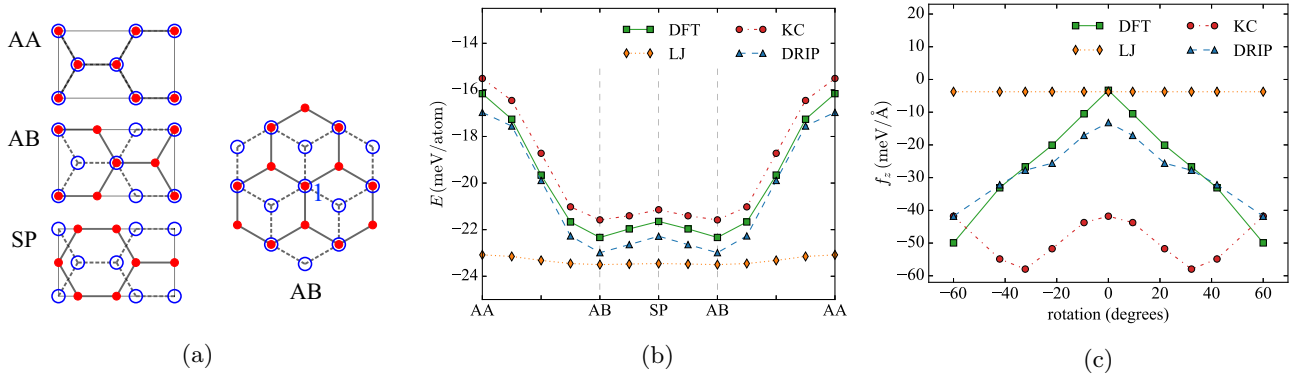 AA
AB
SP
1
AB
(a)
E (meV/atom)
−14
−16
−18
−20
−22
−24
DFT
LJ
KC
DRIP
AA
AB
SP
AB
AA
(b)
f_z (meV/Å)
20
10
0
−10
−20
−30
−40
−50
−60
DFT
LJ
KC
DRIP
−60
−40
−20
0
20
40
60
rotation (degrees)
(c)